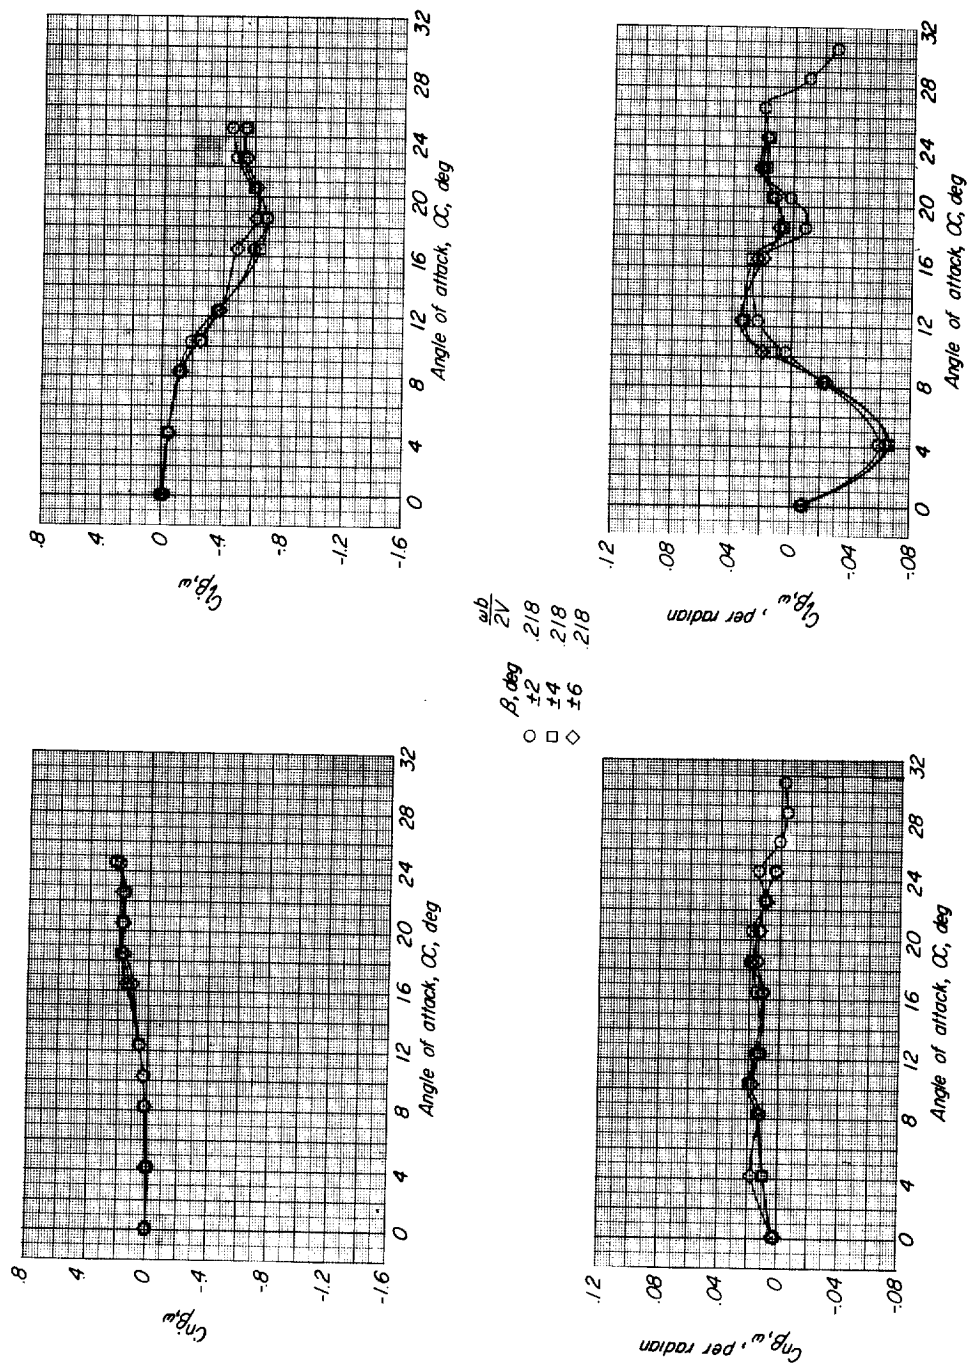 Cnβ̇,ω
.8
.4
0
-.4
-.8
-1.2
-1.6
0 4 8 12 16 20 24 28 32
Angle of attack, α, deg
Clβ̇,ω
.8
.4
0
-.4
-.8
-1.2
-1.6
0 4 8 12 16 20 24 28 32
Angle of attack, α, deg
β, deg ωb/2V
±2 .218
±4 .218
±6 .218
Cnβ,ω , per radian
.12
.08
.04
0
-.04
-.08
0 4 8 12 16 20 24 28 32
Angle of attack, α, deg
Clβ,ω , per radian
.12
.08
.04
0
-.04
-.08
0 4 8 12 16 20 24 28 32
Angle of attack, α, deg